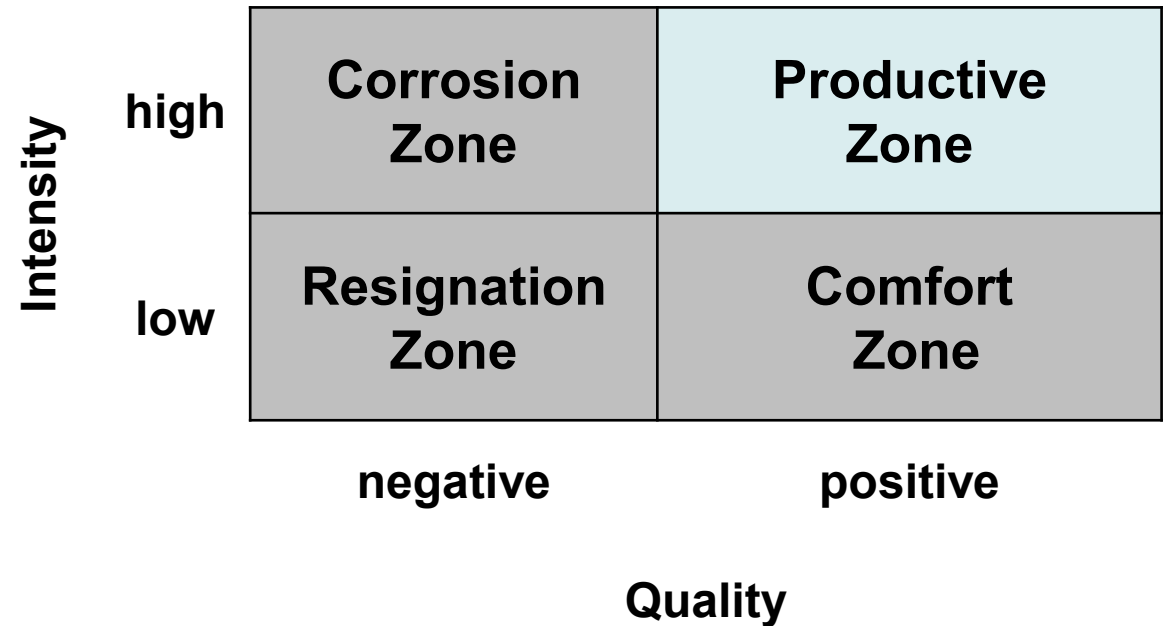 Intensity
high
Corrosion
Zone
Productive
Zone
low
Resignation
Zone
Comfort
Zone
negative
positive
Quality